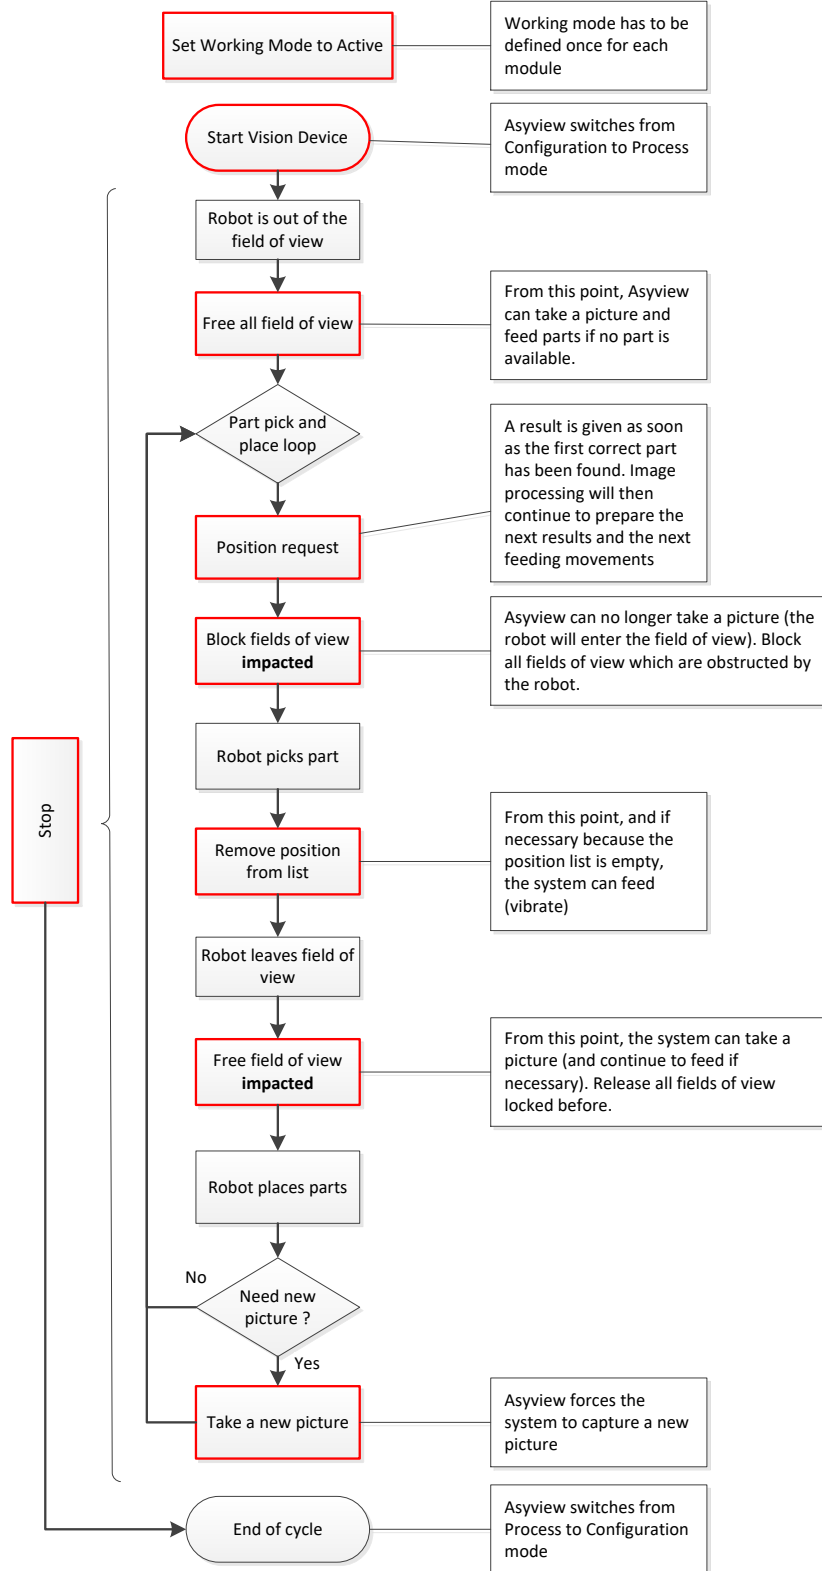 Set Working Mode to Active
Working mode has to be
defined once for each
module
Start Vision Device
Asyview switches from
Configuration to Process
mode
Robot is out of the
field of view
Free all field of view
From this point, Asyview
can take a picture and
feed parts if no part is
available.
Part pick and
place loop
A result is given as soon
as the first correct part
has been found. Image
processing will then
continue to prepare the
next results and the next
feeding movements
Position request
Block fields of view
impacted
Asyview can no longer take a picture (the
robot will enter the field of view). Block
all fields of view which are obstructed by
the robot.
Robot picks part
Stop
Remove position
from list
From this point, and if
necessary because the
position list is empty,
the system can feed
(vibrate)
Robot leaves field of
view
Free field of view
impacted
From this point, the system can take a
picture (and continue to feed if
necessary). Release all fields of view
locked before.
Robot places parts
No
Need new
picture ?
Yes
Take a new picture
Asyview forces the
system to capture a new
picture
End of cycle
Asyview switches from
Process to Configuration
mode